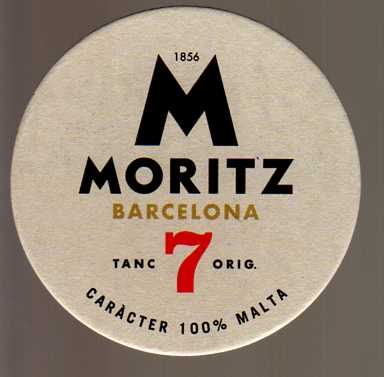 1856
M
MORITZ
BARCELONA
TANC 7 ORIG.
CARÀCTER 100% MALTA